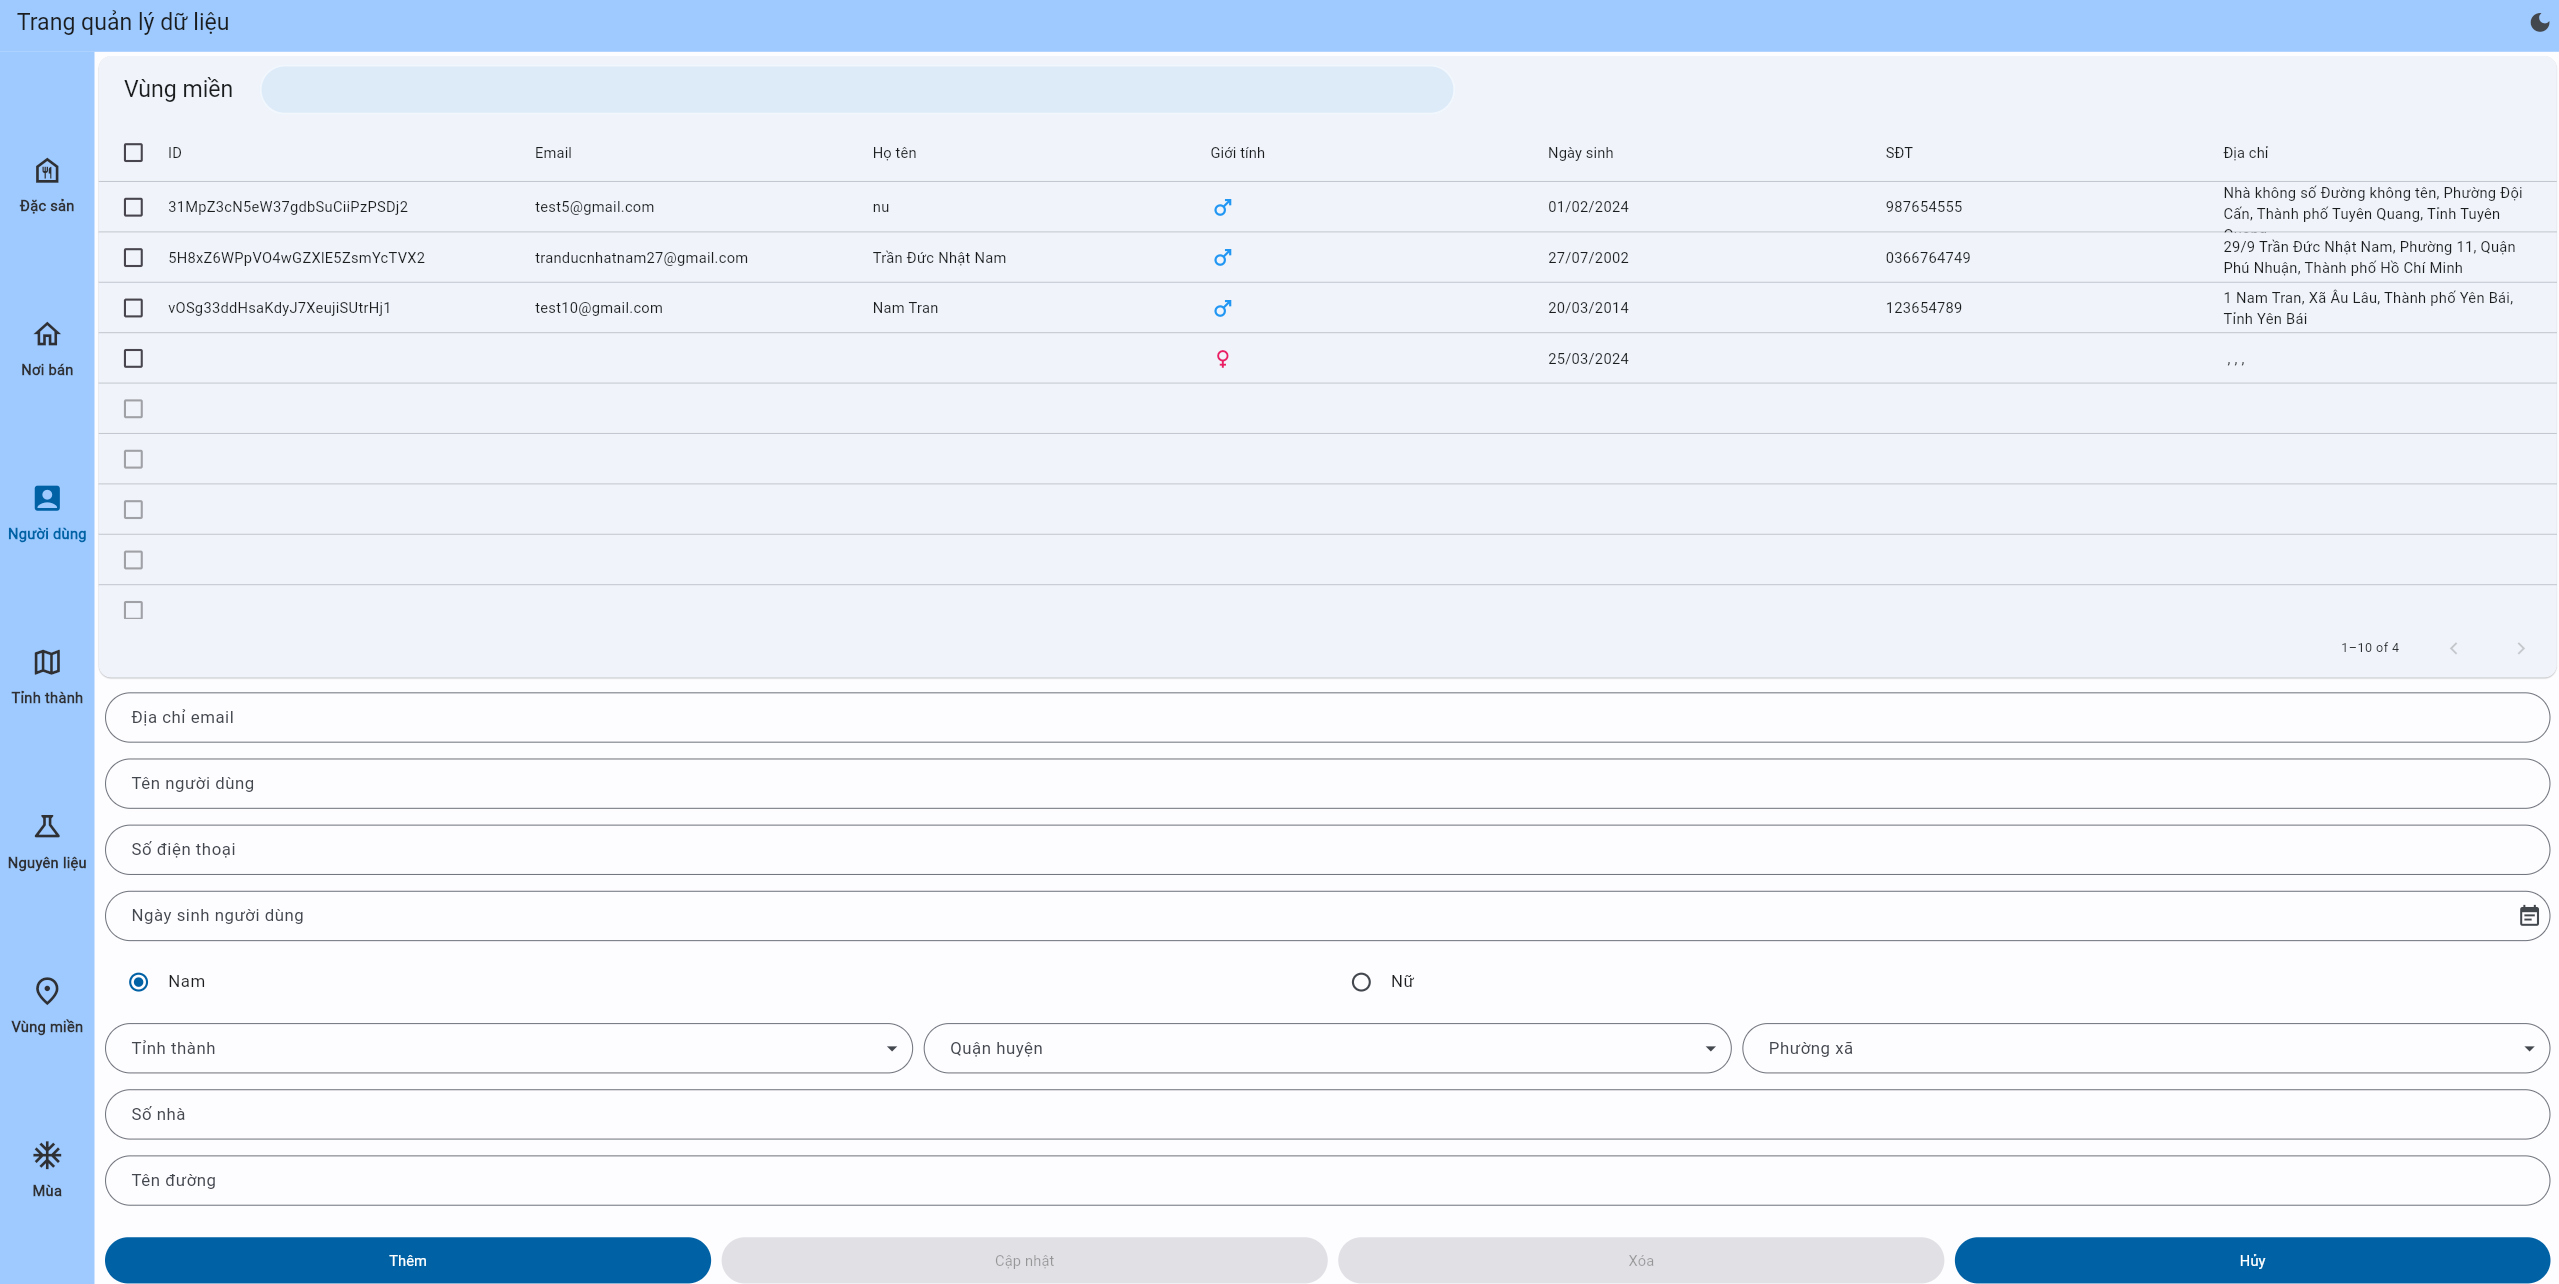 Trang quản lý dữ liệu
Đặc sản
Nơi bán
Người dùng
Tỉnh thành
Nguyên liệu
Vùng miền
Mùa
Vùng miền
ID Email Họ tên Giới tính Ngày sinh SĐT Địa chỉ
31MpZ3cN5eW37gdbSuCiiPzPSDj2 test5@gmail.com nu 01/02/2024 987654555 Nhà không số Đường không tên, Phường Đội
Cấn, Thành phố Tuyên Quang, Tỉnh Tuyên
5H8xZ6WPpVO4wGZXlE5ZsmYcTVX2 tranducnhatnam27@gmail.com Trần Đức Nhật Nam 27/07/2002 0366764749 29/9 Trần Đức Nhật Nam, Phường 11, Quận
Phú Nhuận, Thành phố Hồ Chí Minh
vOSg33ddHsaKdyJ7XeujiSUtrHj1 test10@gmail.com Nam Tran 20/03/2014 123654789 1 Nam Tran, Xã Âu Lâu, Thành phố Yên Bái,
Tỉnh Yên Bái
25/03/2024 , , ,
1–10 of 4
Địa chỉ email
Tên người dùng
Số điện thoại
Ngày sinh người dùng
Nam Nữ
Tỉnh thành Quận huyện Phường xã
Số nhà
Tên đường
Thêm Cập nhật Xóa Hủy